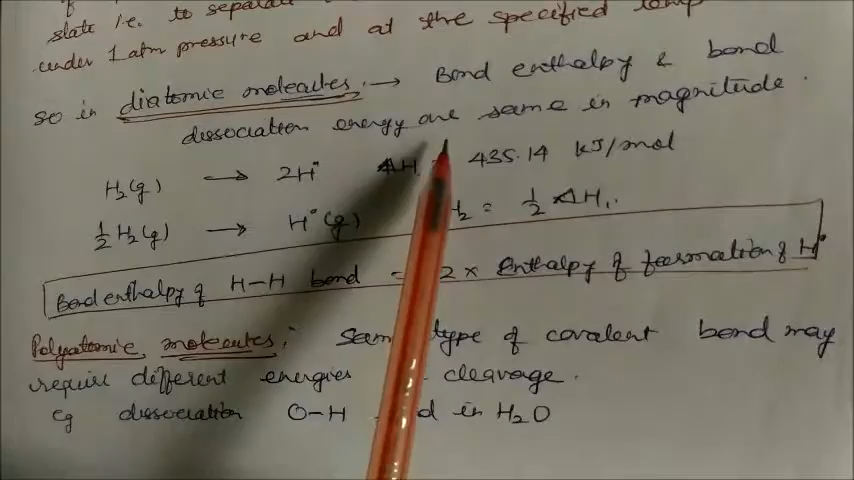 state i.e. to separate
under 1 atm pressure and at the specified temp
so in diatomic molecules. → Bond enthalpy & bond
dissociation energy are same in magnitude.
H₂(g) → 2H° ΔH 435.14 kJ/mol
½ H₂(g) → H°(g) H₂ = ½ ΔH₁.
Bond enthalpy of H-H bond = 2 x Enthalpy of formation of H°
Polyatomic molecules: type of covalent bond may
require different energies cleavage.
eg dissociation O-H in H₂O